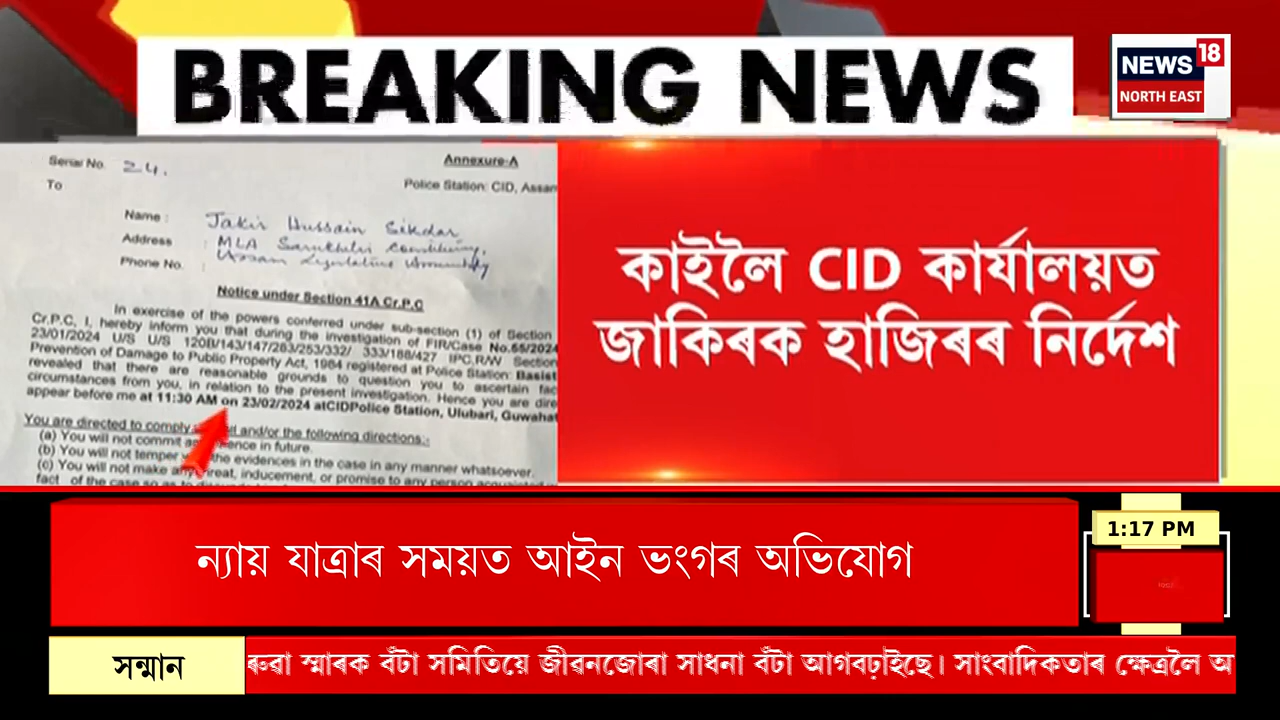 BREAKING NEWS
NEWS 18
NORTH EAST
Serial No. 24.
Annexure-A
To
Police Station: CID, Assam
Name : Jakir Hussain Sikdar
Address : MLA Sarukhetri Constituency,
Phone No. : Assam Legislative Assembly
Notice under Section 41A Cr.P.C
In exercise of the powers conferred under sub-section (1) of Section
Cr.P.C, I, hereby inform you that during the investigation of FIR/Case No.55/2024
23/01/2024 U/S U/S 120B/143/147/283/253/332/ 333/188/427 IPC.R/W Section
Prevention of Damage to Public Property Act, 1984 registered at Police Station: Basist
revealed that there are reasonable grounds to question you to ascertain fac
circumstances from you, in relation to the present investigation. Hence you are dire
appear before me at 11:30 AM on 23/02/2024 atCIDPolice Station, Ulubari, Guwahat
You are directed to comply and/or the following directions:-
(a) You will not commit any offence in future.
(b) You will not temper the evidences in the case in any manner whatsoever.
(c) You will not make any threat, inducement, or promise to any person
fact of the case so as to
কাইলৈ CID কাৰ্যালয়ত
জাকিৰক হাজিৰৰ নিৰ্দেশ
ন্যায় যাত্ৰাৰ সময়ত আইন ভংগৰ অভিযোগ
1:17 PM
সন্মান
ৰুৱা স্মাৰক বঁটা সমিতিয়ে জীৱনজোৰা সাধনা বঁটা আগবঢ়াইছে। সাংবাদিকতাৰ ক্ষেত্ৰলৈ অ